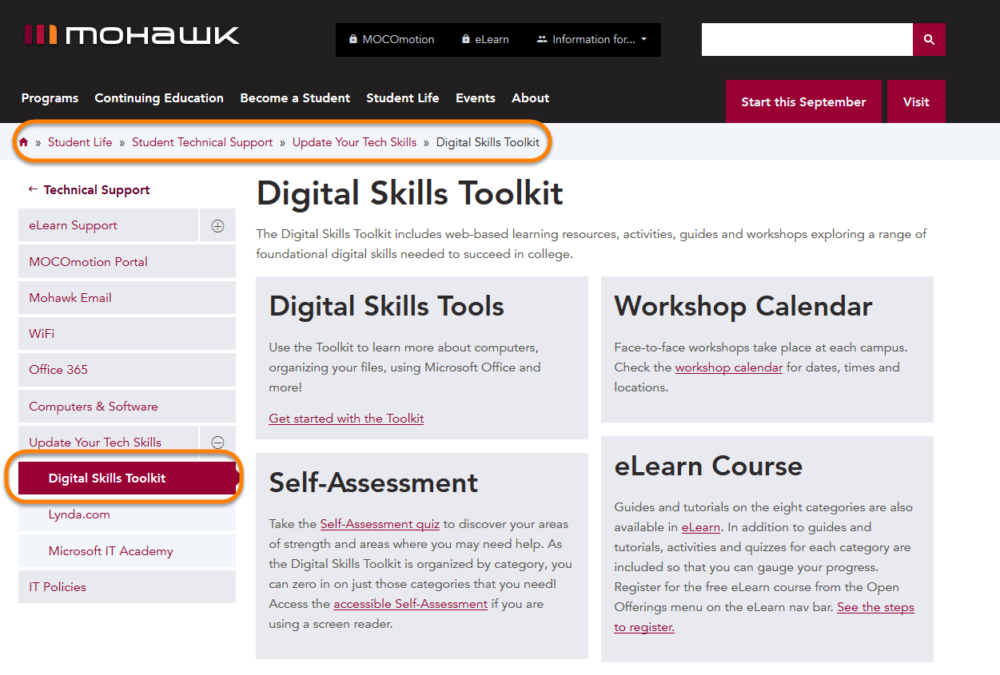 MOHAWK
MOCOmotion eLearn Information for...
Programs Continuing Education Become a Student Student Life Events About
Start this September Visit
» Student Life » Student Technical Support » Update Your Tech Skills » Digital Skills Toolkit
← Technical Support
eLearn Support
MOCOmotion Portal
Mohawk Email
WiFi
Office 365
Computers & Software
Update Your Tech Skills
Digital Skills Toolkit
Lynda.com
Microsoft IT Academy
IT Policies
Digital Skills Toolkit
The Digital Skills Toolkit includes web-based learning resources, activities, guides and workshops exploring a range of
foundational digital skills needed to succeed in college.
Digital Skills Tools
Use the Toolkit to learn more about computers,
organizing your files, using Microsoft Office and
more!
Get started with the Toolkit
Self-Assessment
Take the Self-Assessment quiz to discover your areas
of strength and areas where you may need help. As
the Digital Skills Toolkit is organized by category, you
can zero in on just those categories that you need!
Access the accessible Self-Assessment if you are
using a screen reader.
Workshop Calendar
Face-to-face workshops take place at each campus.
Check the workshop calendar for dates, times and
locations.
eLearn Course
Guides and tutorials on the eight categories are also
available in eLearn. In addition to guides and
tutorials, activities and quizzes for each category are
included so that you can gauge your progress.
Register for the free eLearn course from the Open
Offerings menu on the eLearn nav bar. See the steps
to register.